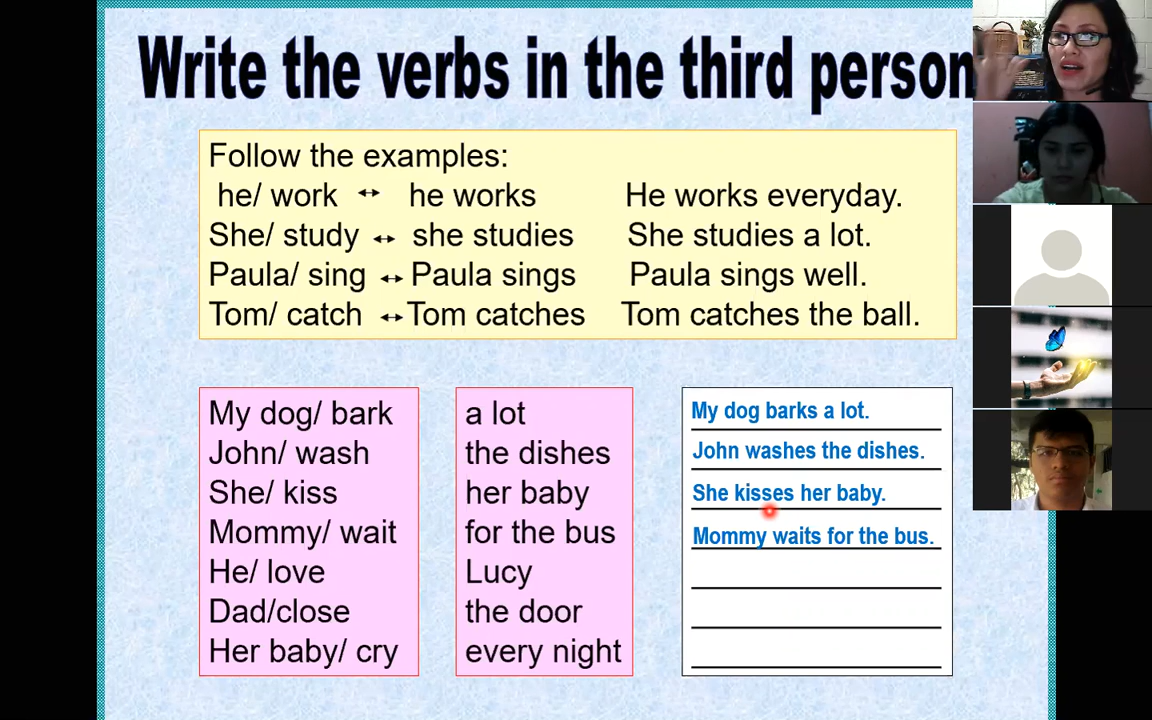 Write the verbs in the third person
Follow the examples:
he/ work ↔ he works He works everyday.
She/ study ↔ she studies She studies a lot.
Paula/ sing ↔ Paula sings Paula sings well.
Tom/ catch ↔ Tom catches Tom catches the ball.
My dog/ bark
John/ wash
She/ kiss
Mommy/ wait
He/ love
Dad/close
Her baby/ cry
a lot
the dishes
her baby
for the bus
Lucy
the door
every night
My dog barks a lot.
John washes the dishes.
She kisses her baby.
Mommy waits for the bus.